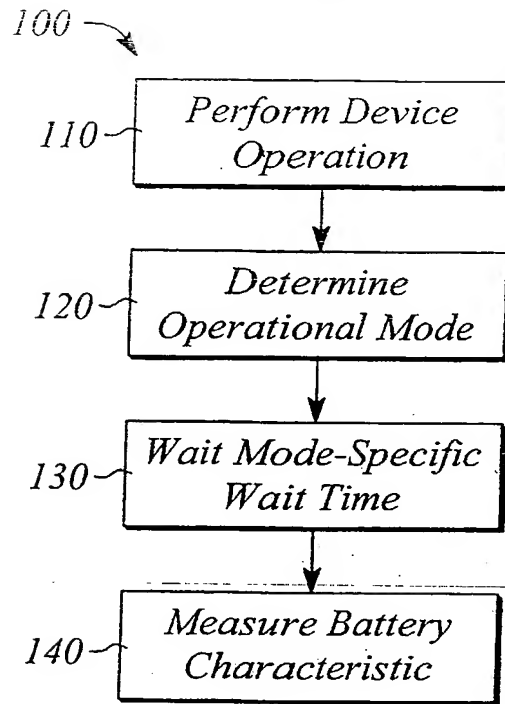 100
110
Perform Device
Operation
120
Determine
Operational Mode
130
Wait Mode-Specific
Wait Time
140
Measure Battery
Characteristic